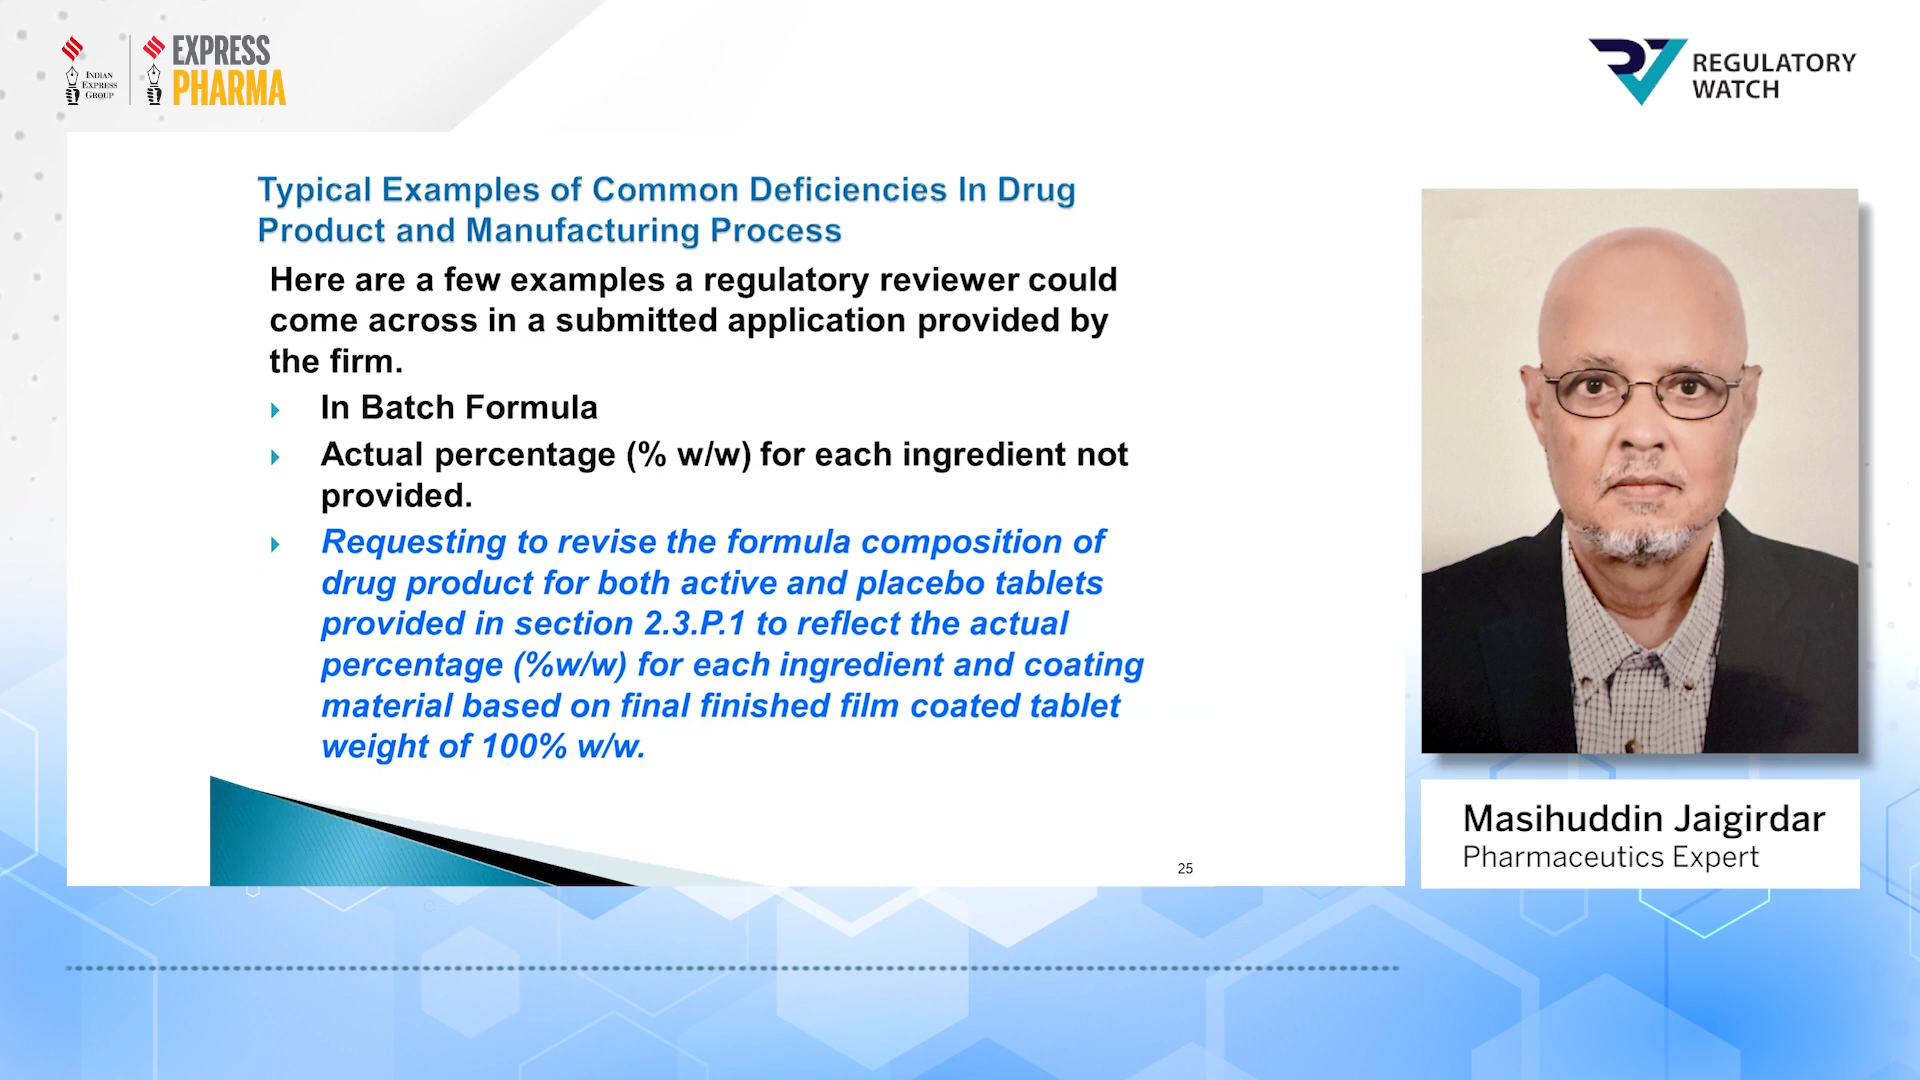 INDIAN
EXPRESS
GROUP
EXPRESS
PHARMA
REGULATORY
WATCH
Typical Examples of Common Deficiencies In Drug
Product and Manufacturing Process
Here are a few examples a regulatory reviewer could
come across in a submitted application provided by
the firm.
In Batch Formula
Actual percentage (% w/w) for each ingredient not
provided.
Requesting to revise the formula composition of
drug product for both active and placebo tablets
provided in section 2.3.P.1 to reflect the actual
percentage (%w/w) for each ingredient and coating
material based on final finished film coated tablet
weight of 100% w/w.
25
Masihuddin Jaigirdar
Pharmaceutics Expert